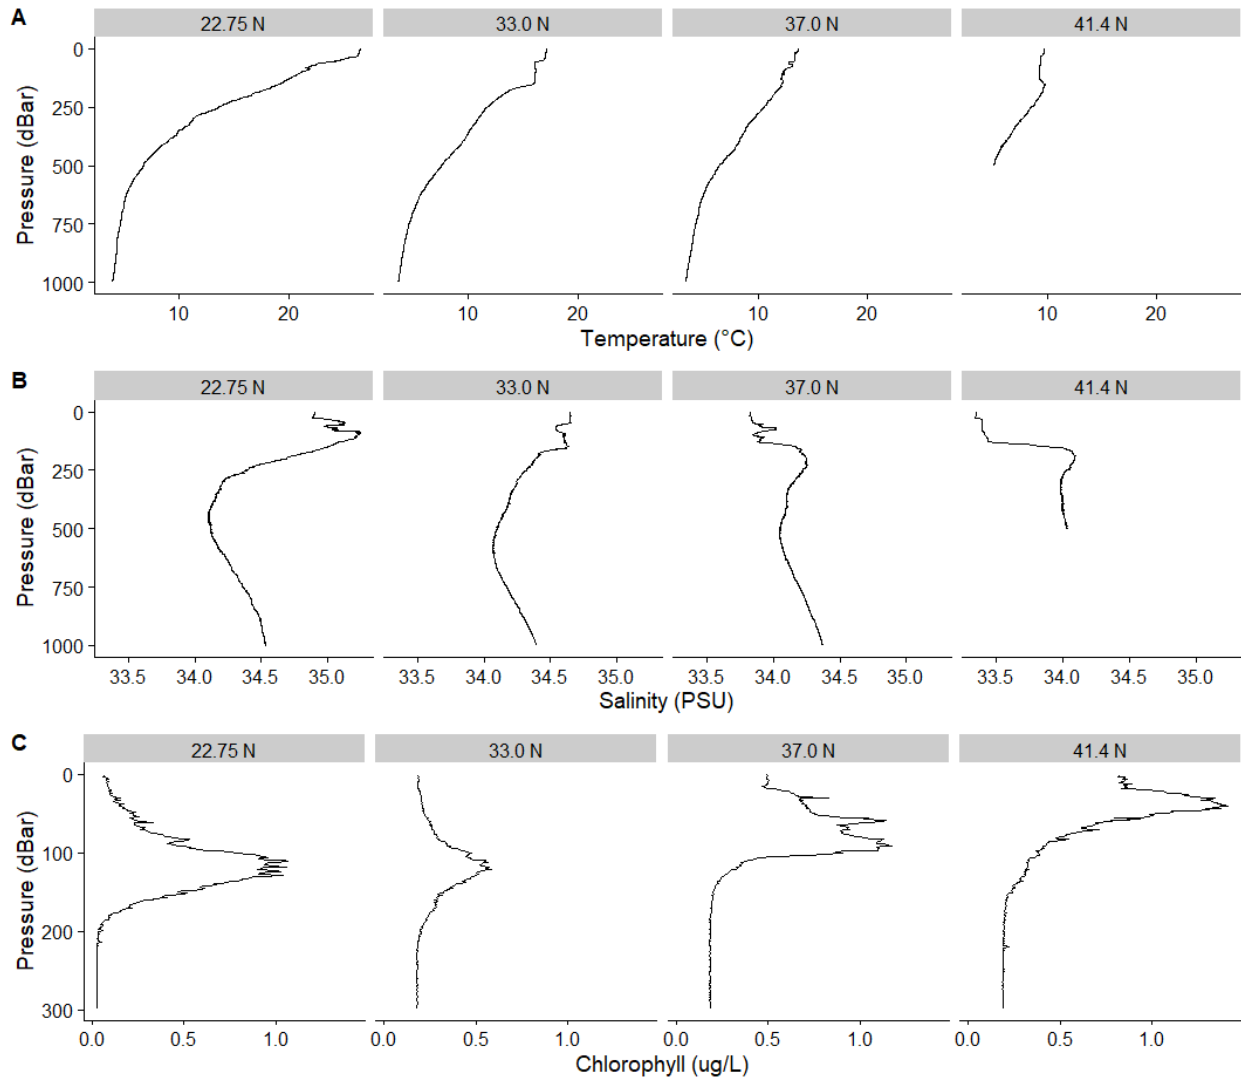 A
22.75 N 33.0 N 37.0 N 41.4 N
0
250
500
750
1000
Pressure (dBar)
10 20 10 20 10 20 10 20
Temperature (°C)
B
22.75 N 33.0 N 37.0 N 41.4 N
0
250
500
750
1000
Pressure (dBar)
33.5 34.0 34.5 35.0 33.5 34.0 34.5 35.0 33.5 34.0 34.5 35.0 33.5 34.0 34.5 35.0
Salinity (PSU)
C
22.75 N 33.0 N 37.0 N 41.4 N
0
100
200
300
Pressure (dBar)
0.0 0.5 1.0 0.0 0.5 1.0 0.0 0.5 1.0 0.0 0.5 1.0
Chlorophyll (ug/L)